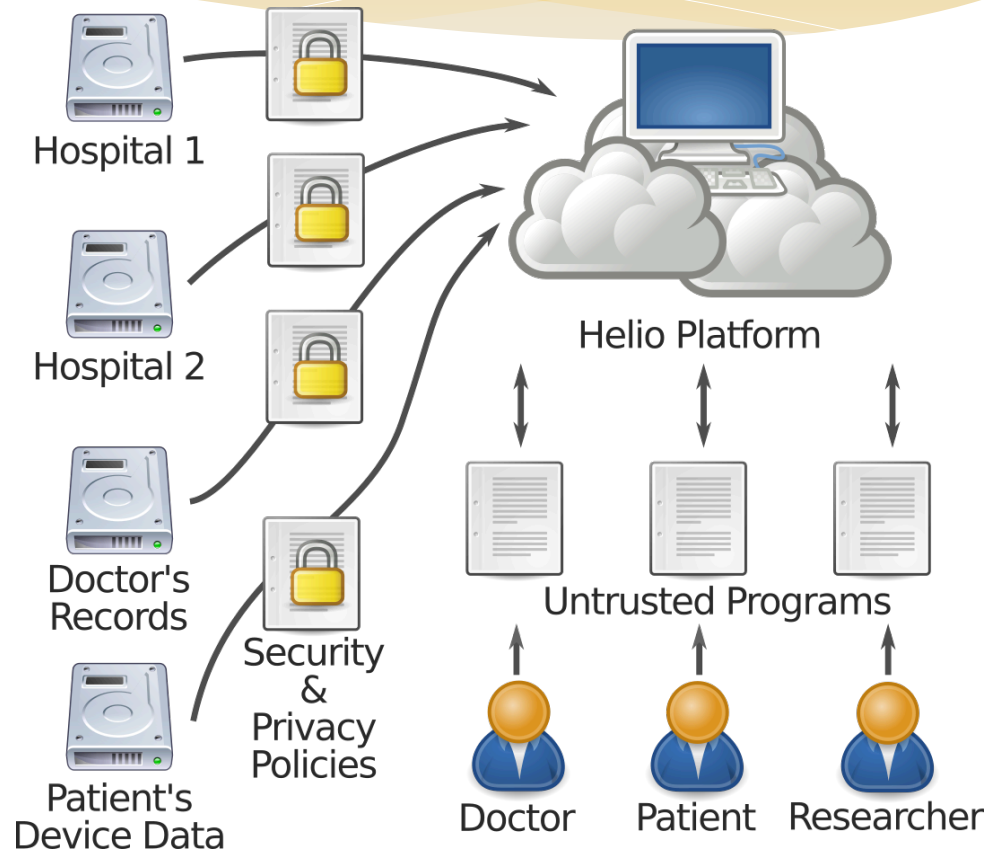 Hospital 1
Hospital 2
Doctor's
Records
Patient's
Device Data
Security
&
Privacy
Policies
Helio Platform
Untrusted Programs
Doctor
Patient
Researcher